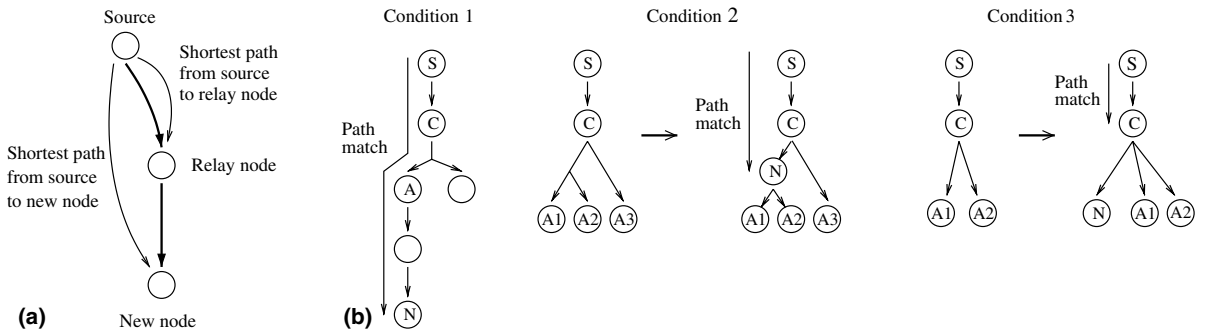 Source
Shortest path
from source
to relay node
Shortest path
from source
to new node
Relay node
New node
(a)
Condition 1
S
C
Path
match
A
N
(b)
Condition 2
S
C
A1 A2 A3
Path
match
S
C
N
A1 A2 A3
Condition 3
S
C
A1 A2
Path
match
S
C
N A1 A2